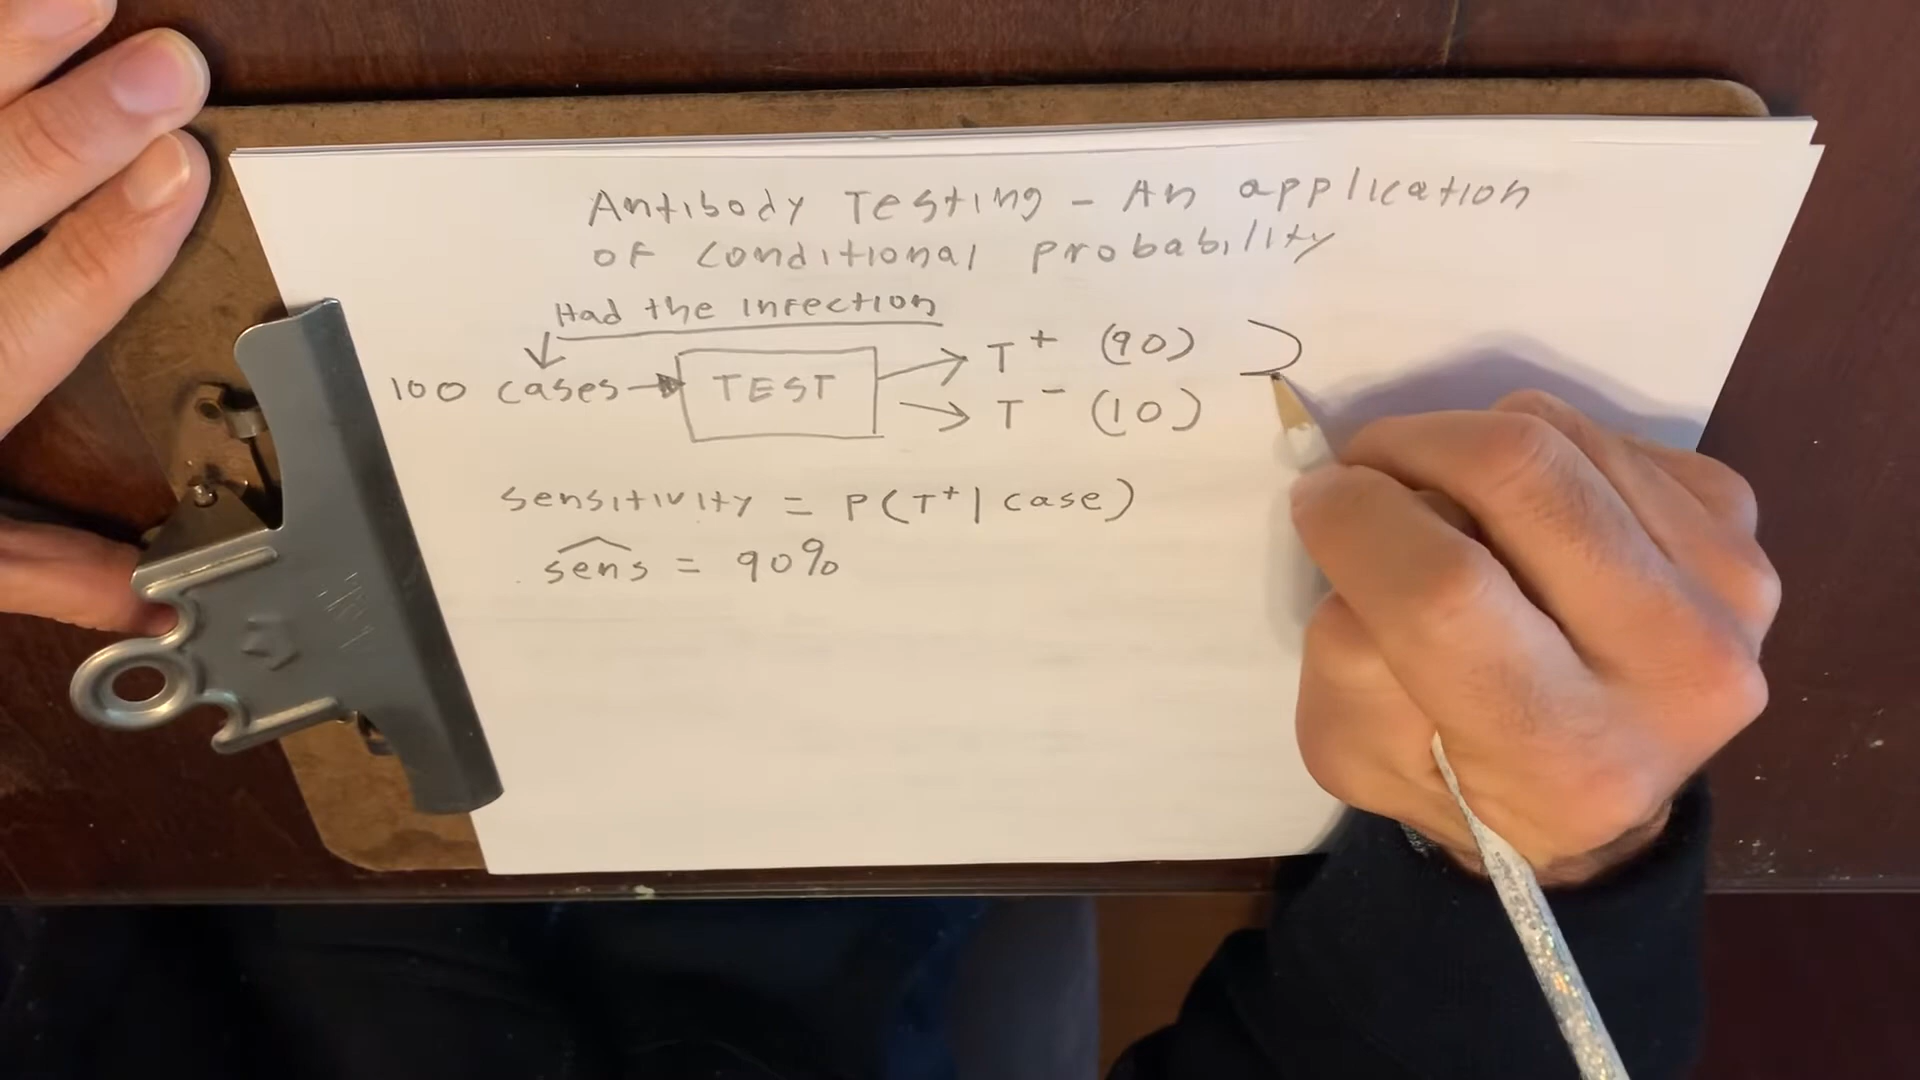 Antibody Testing - An application
of conditional probability
Had the infection
100 cases → TEST → T⁺ (90)
→ T⁻ (10)
sensitivity = P(T⁺| case)
sens^ = 90%